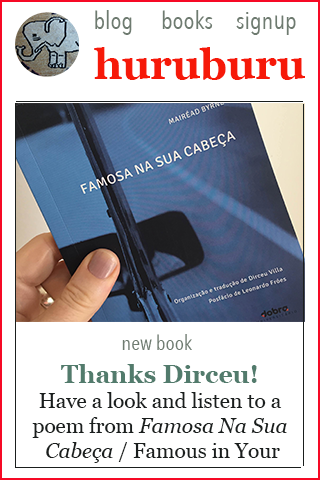 blog books signup
huruburu
MAIRÉAD BYRNE
FAMOSA NA SUA CABEÇA
Organização e tradução de Dirceu Villa
Posfácio de Leonardo Fróes
dobra
new book
Thanks Dirceu!
Have a look and listen to a
poem from Famosa Na Sua
Cabeça / Famous in Your